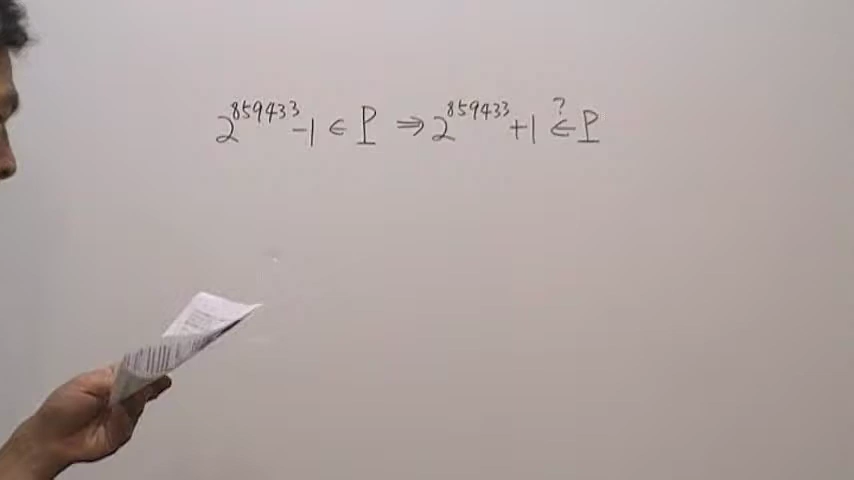 2^859433 - 1 ∈ P ⇒ 2^859433 + 1 ∈? P